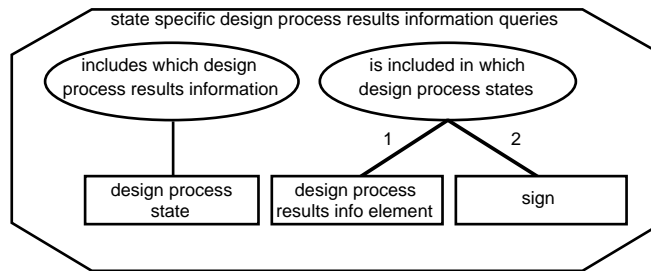 state specific design process results information queries
includes which design
process results information
is included in which
design process states
1
2
design process
state
design process
results info element
sign